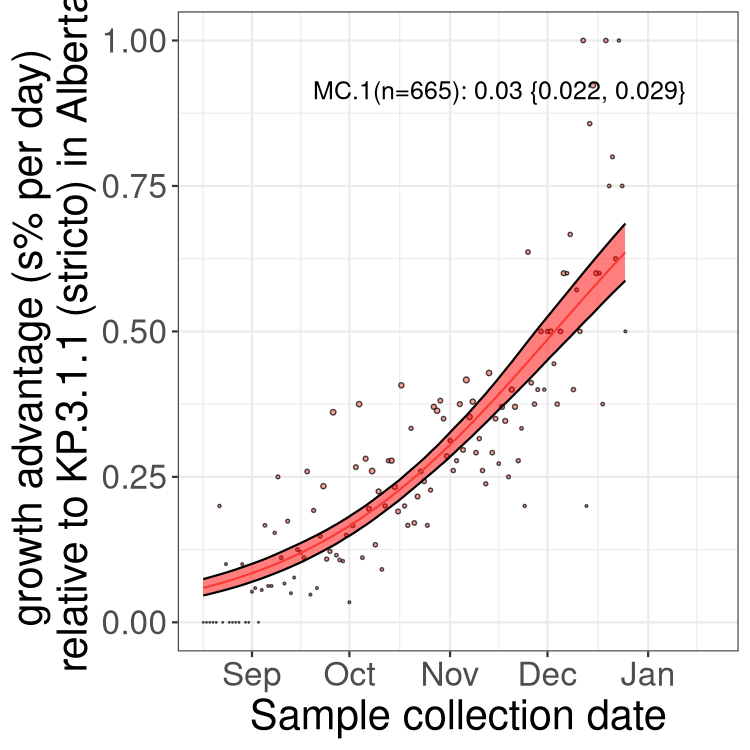 growth advantage (s% per day)
relative to KP.3.1.1 (stricto) in Alberta
1.00
0.75
0.50
0.25
0.00
MC.1(n=665): 0.03 {0.022, 0.029}
Sep Oct Nov Dec Jan
Sample collection date